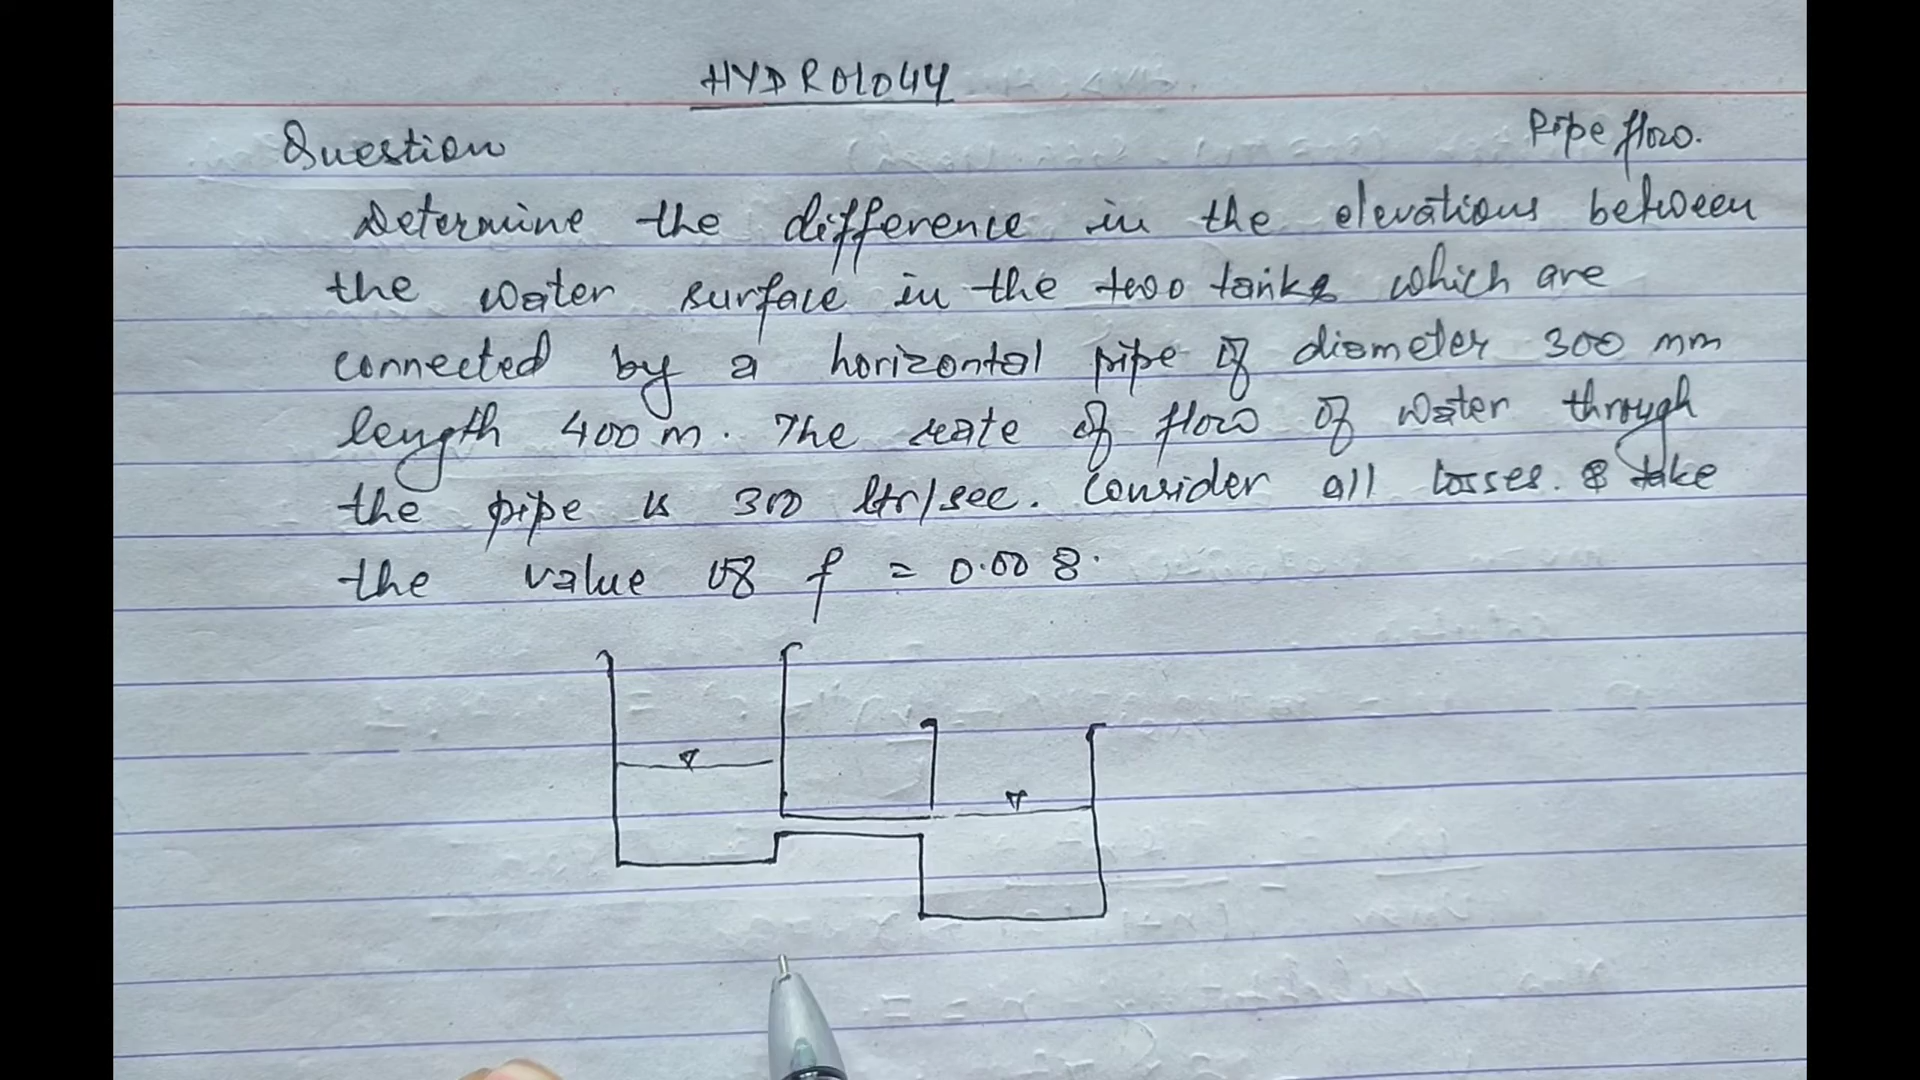 HYDROLOGY
Pipe flow.
Question
Determine the difference in the elevations between
the water surface in the two tanks which are
connected by a horizontal pipe of diameter 300 mm
length 400 m. The rate of flow of water through
the pipe is 300 ltr/sec. Consider all losses. & take
the value of f = 0.008.